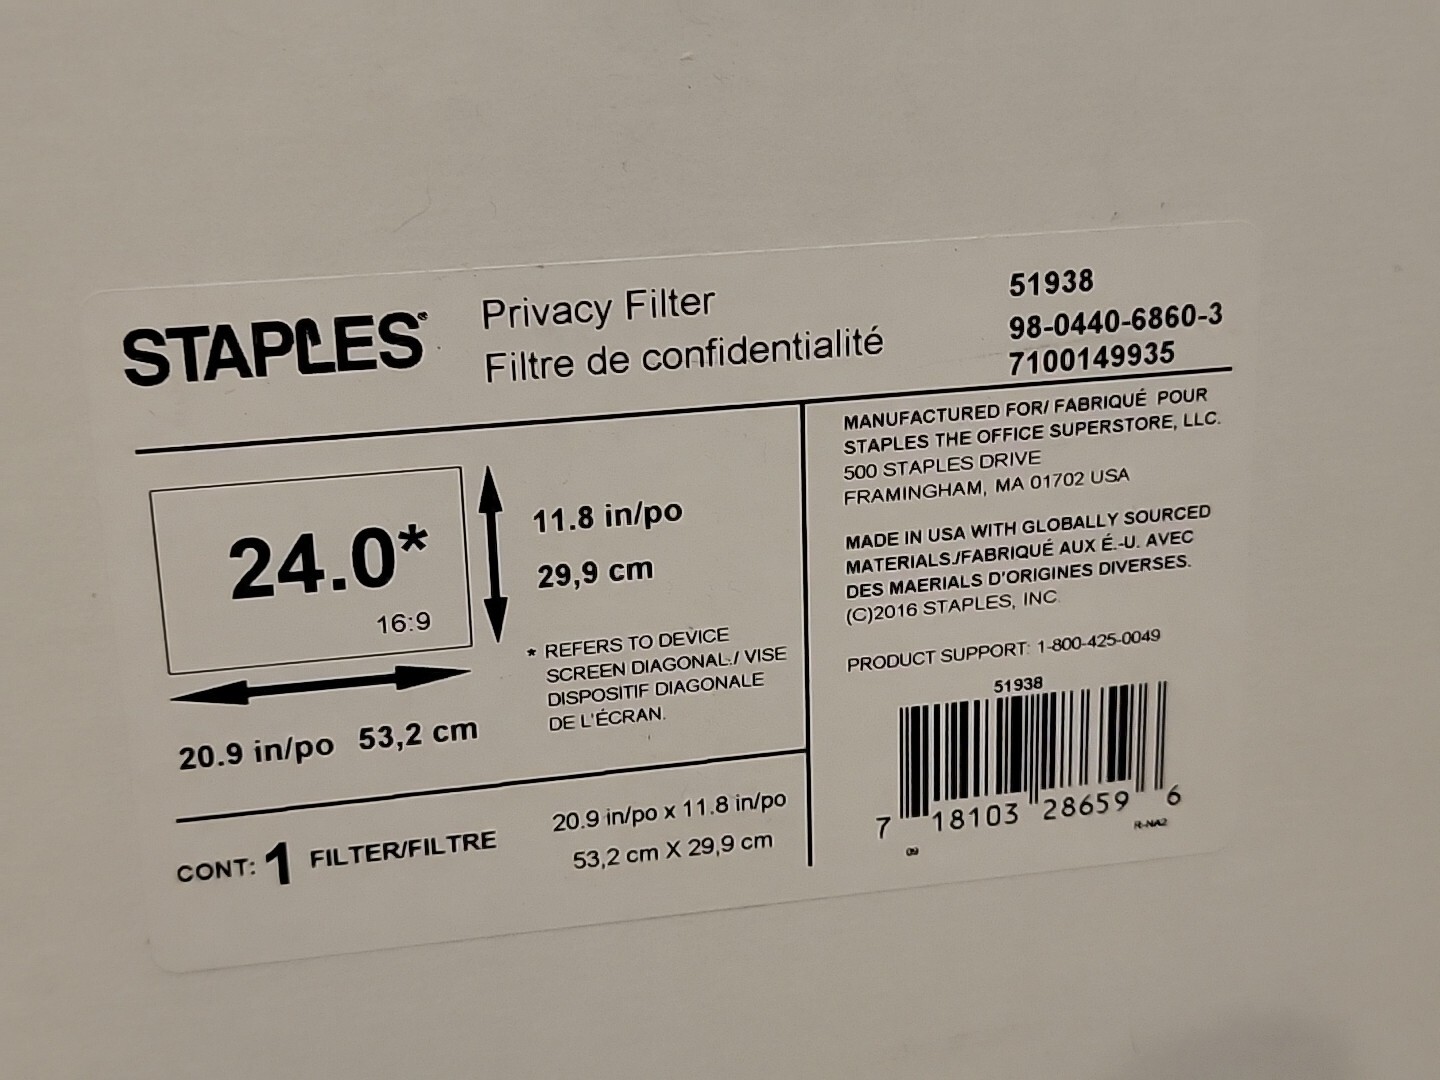 STAPLES®
Privacy Filter
Filtre de confidentialité
51938
98-0440-6860-3
7100149935
24.0*
16:9
11.8 in/po
29,9 cm
* REFERS TO DEVICE
SCREEN DIAGONAL./ VISE
DISPOSITIF DIAGONALE
DE L'ÉCRAN.
20.9 in/po 53,2 cm
CONT: 1 FILTER/FILTRE
20.9 in/po x 11.8 in/po
53,2 cm X 29,9 cm
MANUFACTURED FOR/ FABRIQUÉ POUR
STAPLES THE OFFICE SUPERSTORE, LLC.
500 STAPLES DRIVE
FRAMINGHAM, MA 01702 USA
MADE IN USA WITH GLOBALLY SOURCED
MATERIALS./FABRIQUÉ AUX É.-U. AVEC
DES MAERIALS D'ORIGINES DIVERSES.
(C)2016 STAPLES, INC
PRODUCT SUPPORT: 1-800-425-0049
51938
7 18103 28659 6
09
R-NA2